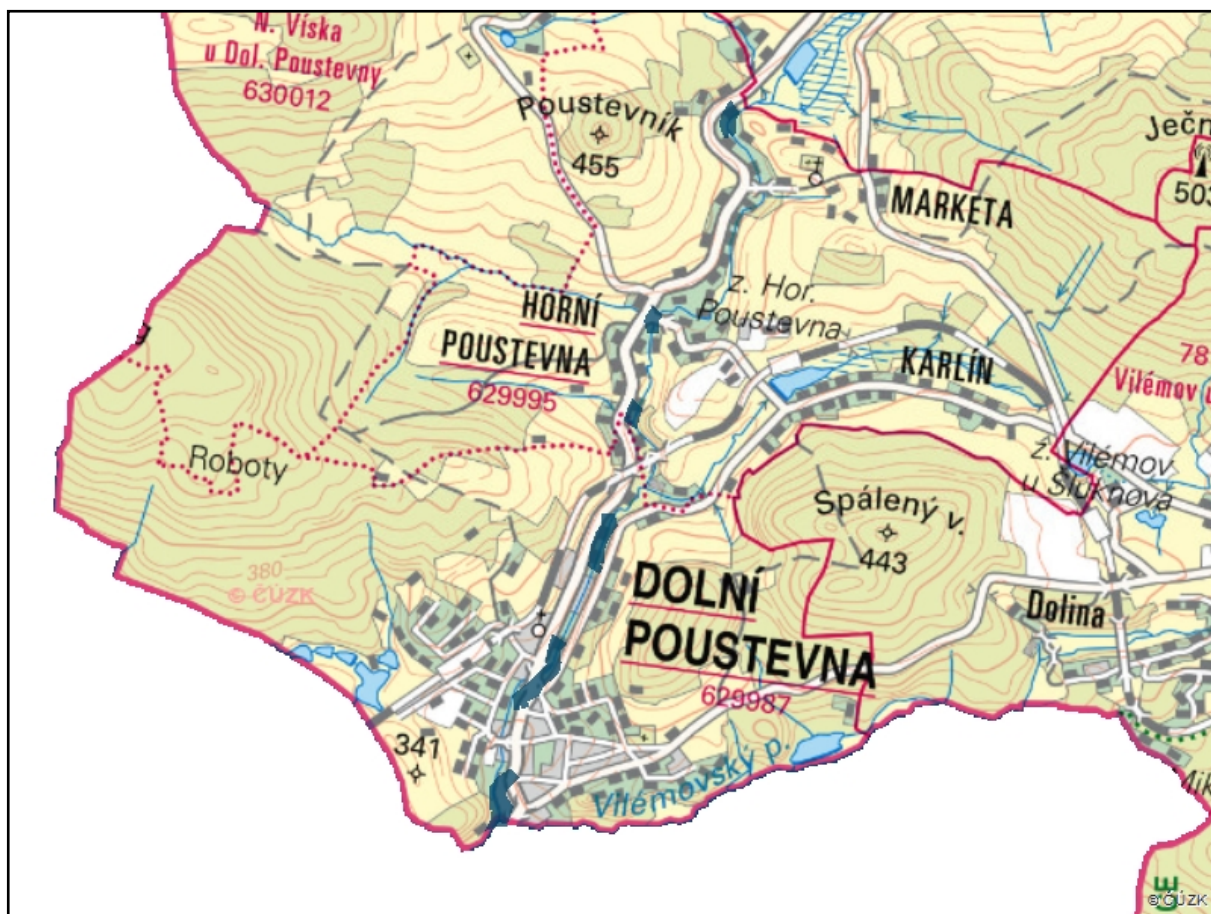 N. Víska
u Dol. Poustevny
630012
Poustevník
455
Ječn
503
MARKETA
z. Hor.
Poustevna
HORNÍ
POUSTEVNA
629995
KARLÍN
78
Vilémov u
Roboty
z. Vilémov
u Šluknova
Spálený v.
443
380
© ČÚZK
DOLNÍ
POUSTEVNA
629987
Dolina
341
Vilémovský p.
Mik
© ČÚZK